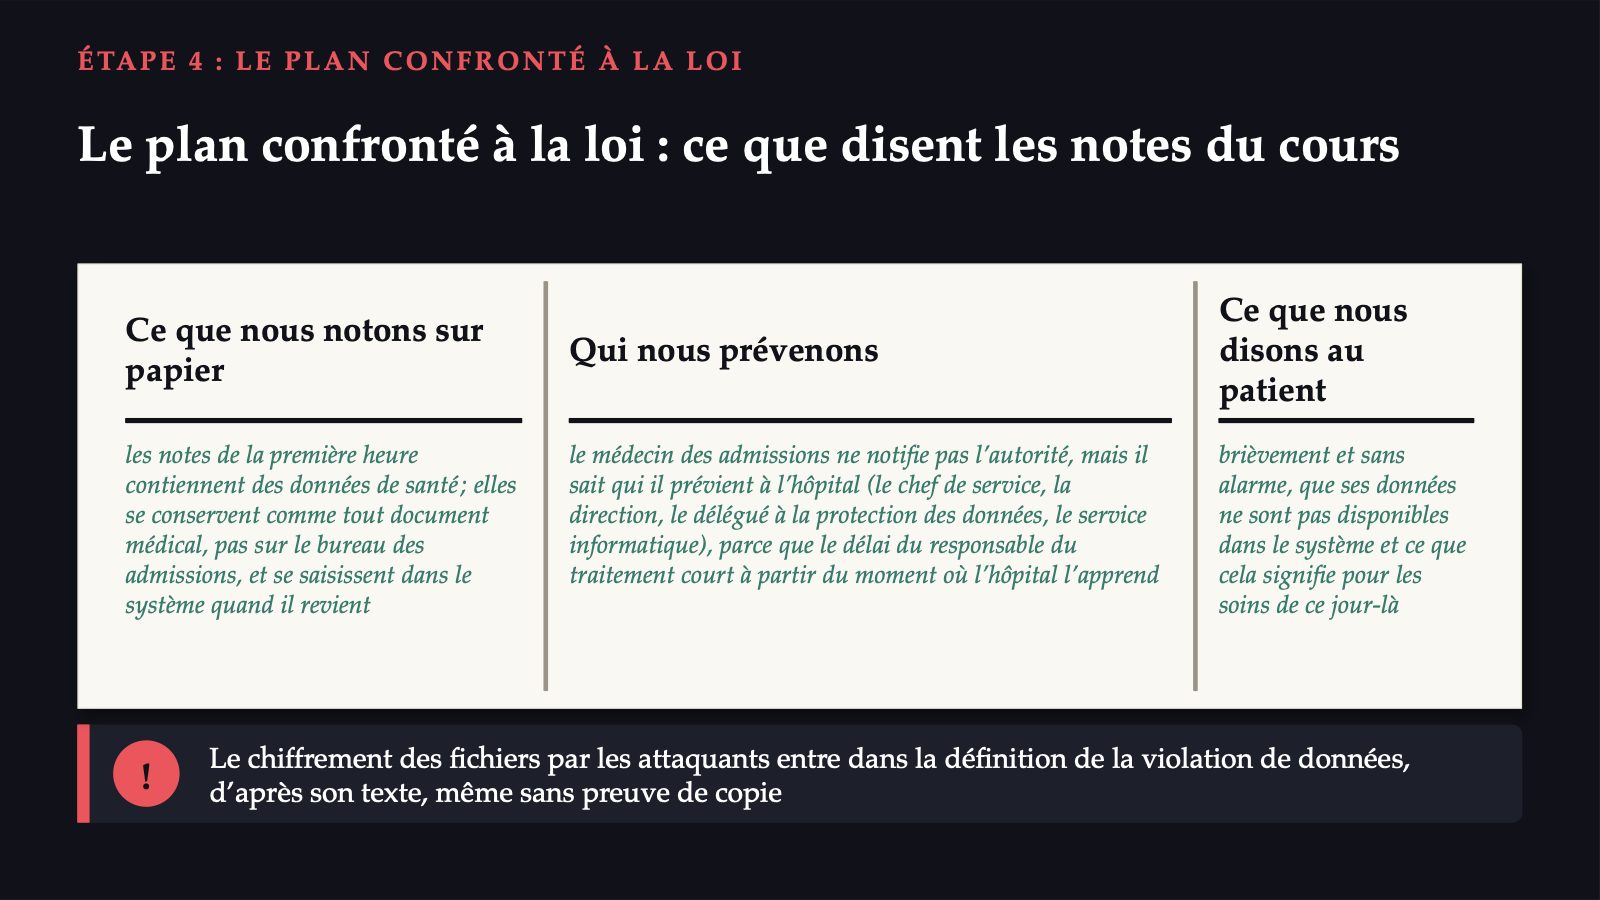 ÉTAPE 4 : LE PLAN CONFRONTÉ À LA LOI
Le plan confronté à la loi : ce que disent les notes du cours
Ce que nous notons sur
papier
les notes de la première heure
contiennent des données de santé ; elles
se conservent comme tout document
médical, pas sur le bureau des
admissions, et se saisissent dans le
système quand il revient
Qui nous prévenons
le médecin des admissions ne notifie pas l’autorité, mais il
sait qui il prévient à l’hôpital (le chef de service, la
direction, le délégué à la protection des données, le service
informatique), parce que le délai du responsable du
traitement court à partir du moment où l’hôpital l’apprend
Ce que nous
disons au
patient
brièvement et sans
alarme, que ses données
ne sont pas disponibles
dans le système et ce que
cela signifie pour les
soins de ce jour-là
!
Le chiffrement des fichiers par les attaquants entre dans la définition de la violation de données,
d’après son texte, même sans preuve de copie